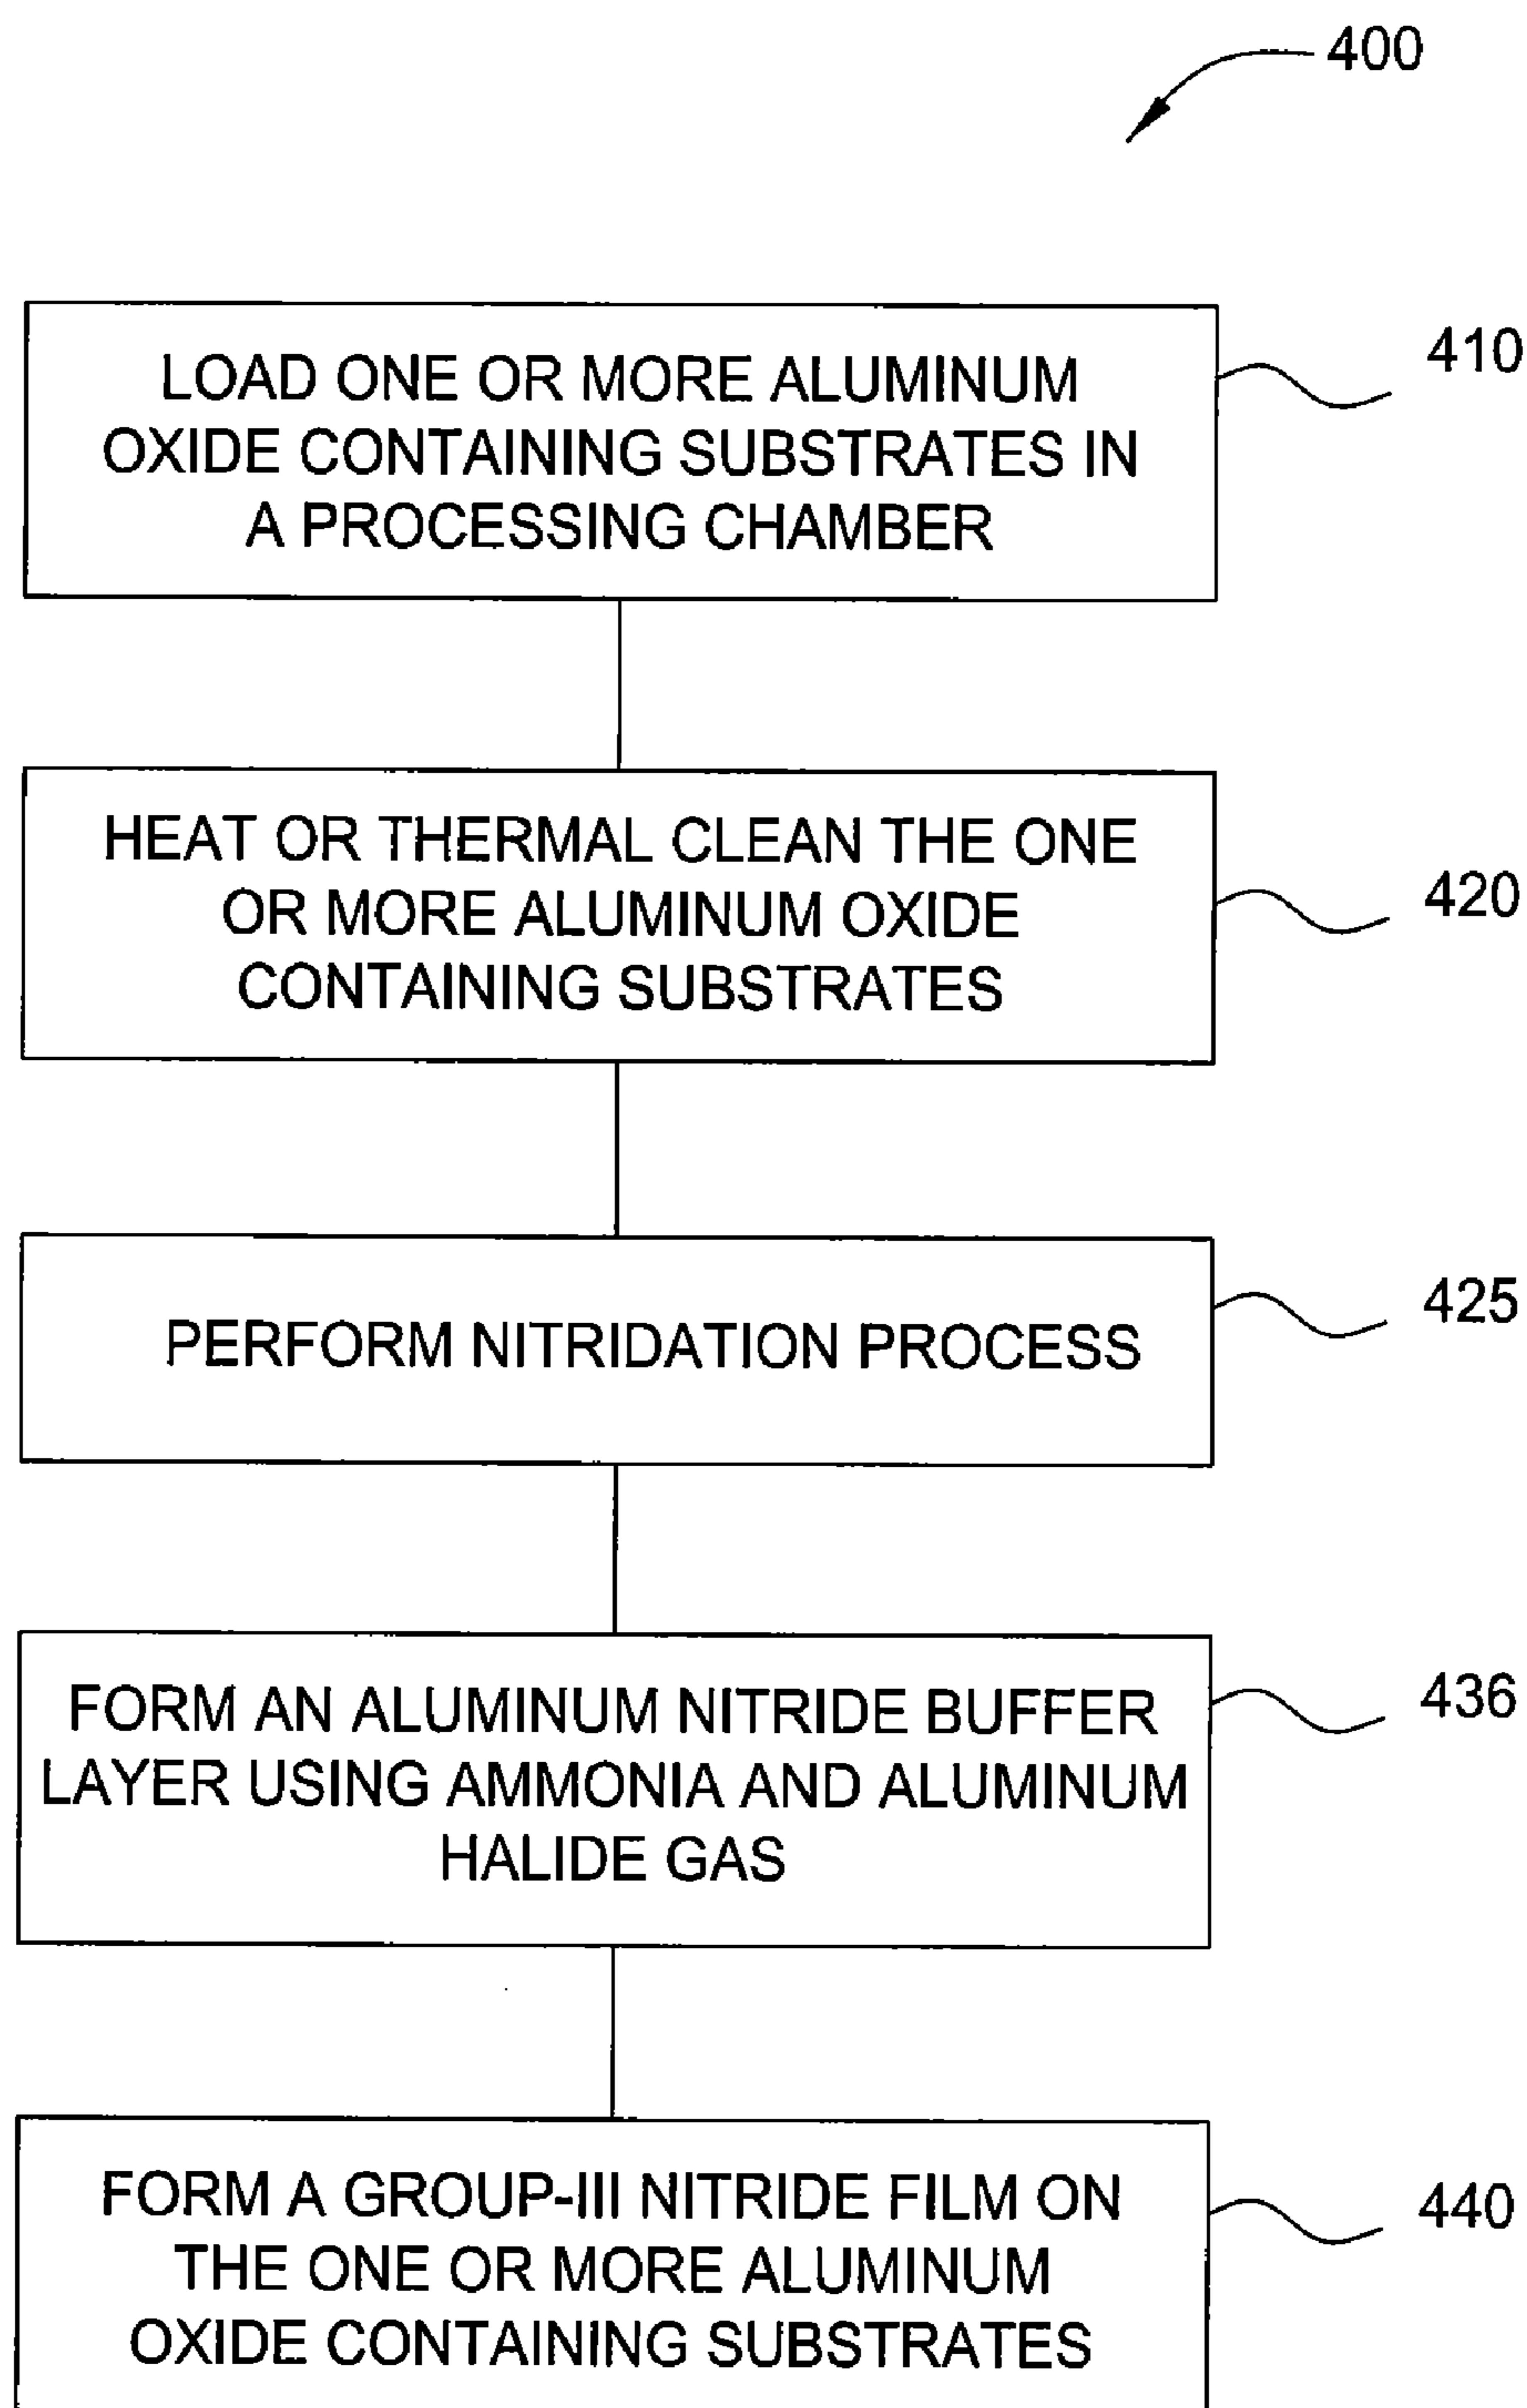 400
LOAD ONE OR MORE ALUMINUM
OXIDE CONTAINING SUBSTRATES IN
A PROCESSING CHAMBER
410
HEAT OR THERMAL CLEAN THE ONE
OR MORE ALUMINUM OXIDE
CONTAINING SUBSTRATES
420
PERFORM NITRIDATION PROCESS
425
FORM AN ALUMINUM NITRIDE BUFFER
LAYER USING AMMONIA AND ALUMINUM
HALIDE GAS
436
FORM A GROUP-III NITRIDE FILM ON
THE ONE OR MORE ALUMINUM
OXIDE CONTAINING SUBSTRATES
440